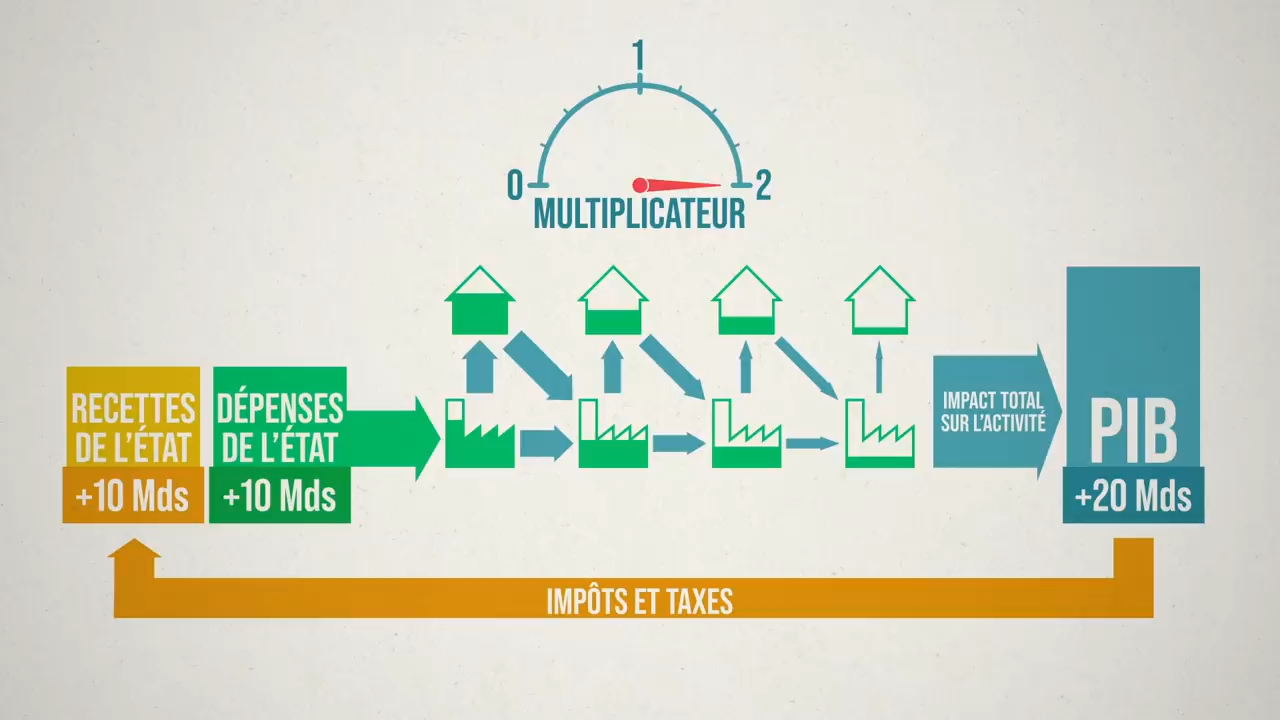 1
0
2
MULTIPLICATEUR
RECETTES
DE L'ÉTAT
+10 Mds
DÉPENSES
DE L'ÉTAT
+10 Mds
IMPACT TOTAL
SUR L'ACTIVITÉ
PIB
+20 Mds
IMPÔTS ET TAXES